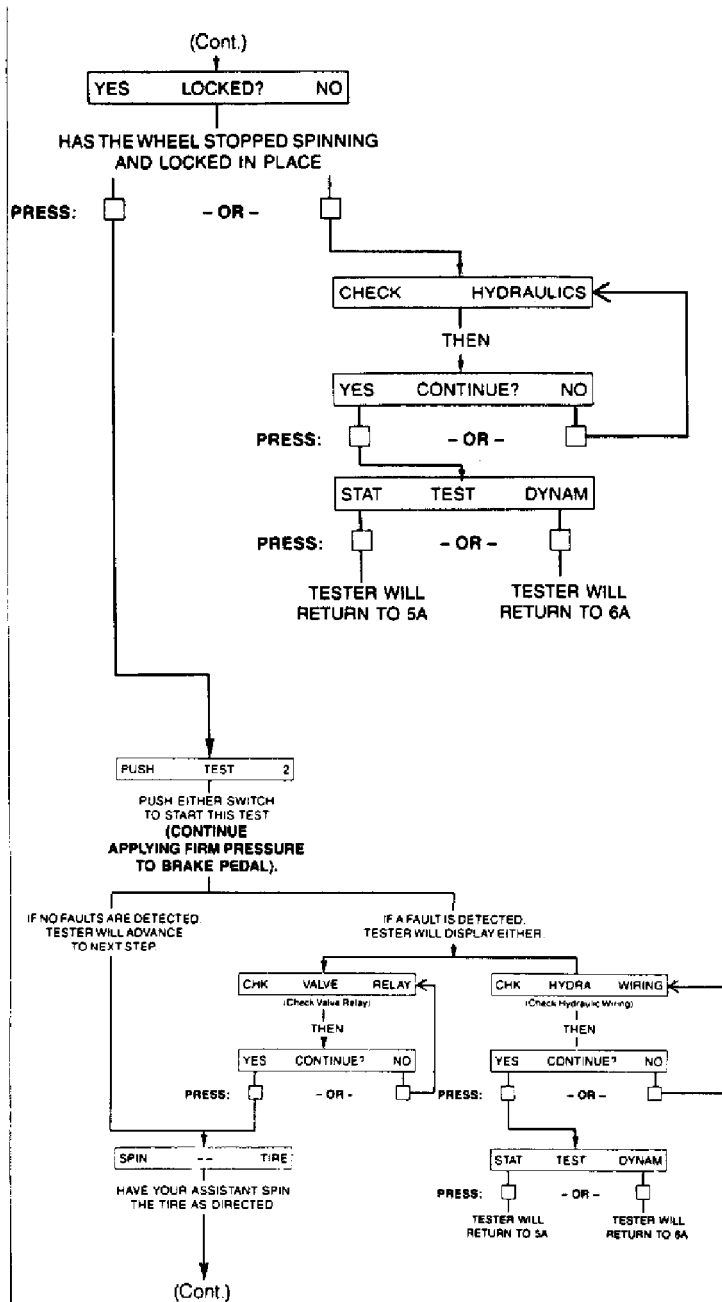 (Cont.)
YES LOCKED? NO
HAS THE WHEEL STOPPED SPINNING
AND LOCKED IN PLACE
PRESS: – OR –
CHECK HYDRAULICS
THEN
YES CONTINUE? NO
PRESS: – OR –
STAT TEST DYNAM
PRESS: – OR –
TESTER WILL
RETURN TO 5A
TESTER WILL
RETURN TO 6A
PUSH TEST 2
PUSH EITHER SWITCH
TO START THIS TEST
(CONTINUE
APPLYING FIRM PRESSURE
TO BRAKE PEDAL).
IF NO FAULTS ARE DETECTED.
TESTER WILL ADVANCE
TO NEXT STEP.
IF A FAULT IS DETECTED.
TESTER WILL DISPLAY EITHER.
CHK VALVE RELAY
(Check Valve Relay)
THEN
YES CONTINUE? NO
PRESS: – OR –
CHK HYDRA WIRING
(Check Hydraulic Wiring)
THEN
YES CONTINUE? NO
PRESS: – OR –
SPIN -- TIRE
HAVE YOUR ASSISTANT SPIN
THE TIRE AS DIRECTED
STAT TEST DYNAM
PRESS: – OR –
TESTER WILL
RETURN TO 5A
TESTER WILL
RETURN TO 6A
(Cont.)